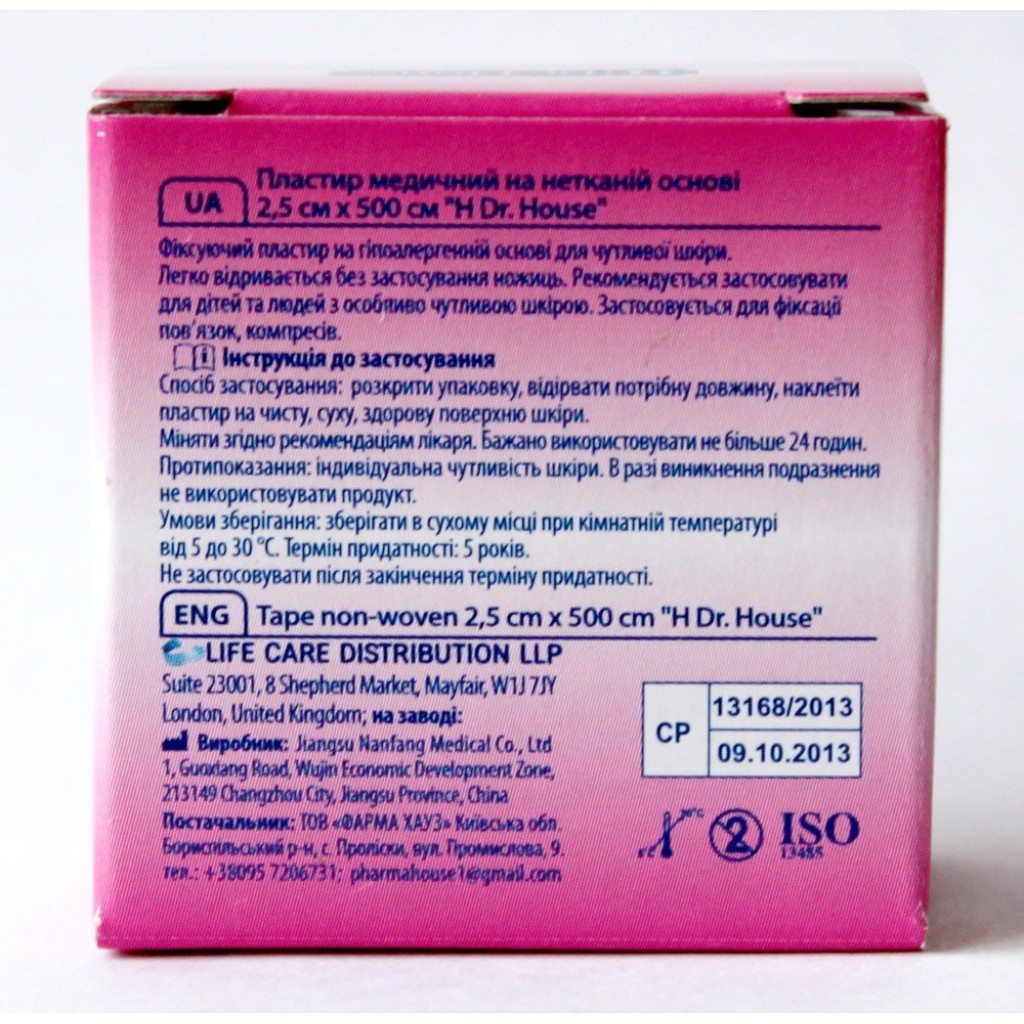 UA
Пластир медичний на нетканій основі
2,5 см x 500 см "H Dr. House"
Фіксуючий пластир на гіпоалергенній основі для чутливої шкіри.
Легко відривається без застосування ножиць. Рекомендується застосовувати
для дітей та людей з особливо чутливою шкірою. Застосовується для фіксації
пов'язок, компресів.
Інструкція до застосування
Спосіб застосування: розкрити упаковку, відірвати потрібну довжину, наклеїти
пластир на чисту, суху, здорову поверхню шкіри.
Міняти згідно рекомендаціям лікаря. Бажано використовувати не більше 24 годин.
Протипоказання: індивідуальна чутливість шкіри. В разі виникнення подразнення
не використовувати продукт.
Умови зберігання: зберігати в сухому місці при кімнатній температурі
від 5 до 30 °C. Термін придатності: 5 років.
Не застосовувати після закінчення терміну придатності.
ENG Tape non-woven 2,5 cm x 500 cm "H Dr. House"
LIFE CARE DISTRIBUTION LLP
Suite 23001, 8 Shepherd Market, Mayfair, W1J 7JY
London, United Kingdom; на заводі:
Виробник: Jiangsu Nanfang Medical Co., Ltd
1, Guoxiang Road, Wujin Economic Development Zone,
213149 Changzhou City, Jiangsu Province, China
Постачальник: ТОВ «ФАРМА ХАУЗ» Київська обл.
Бориспільський р-н, с. Проліски, вул. Промислова, 9.
тел.: +38095 7206731; pharmahouse1@gmail.com
СР
13168/2013
09.10.2013
30°C
5°C
2
ISO
13485